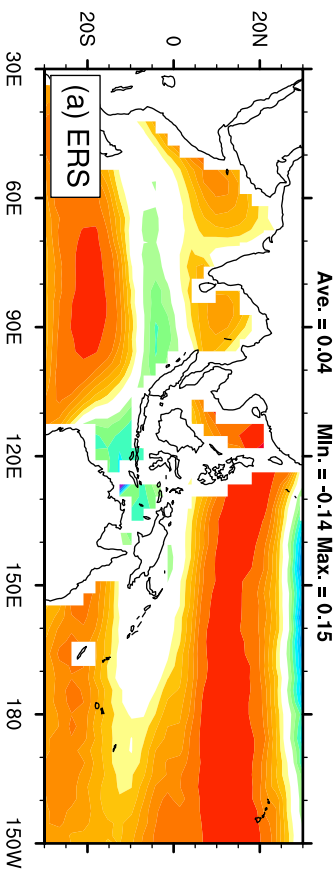 Ave. = 0.04 MIn. = -0.14 Max. = 0.15
(a) ERS
20N
0
20S
30E 60E 90E 120E 150E 180 150W